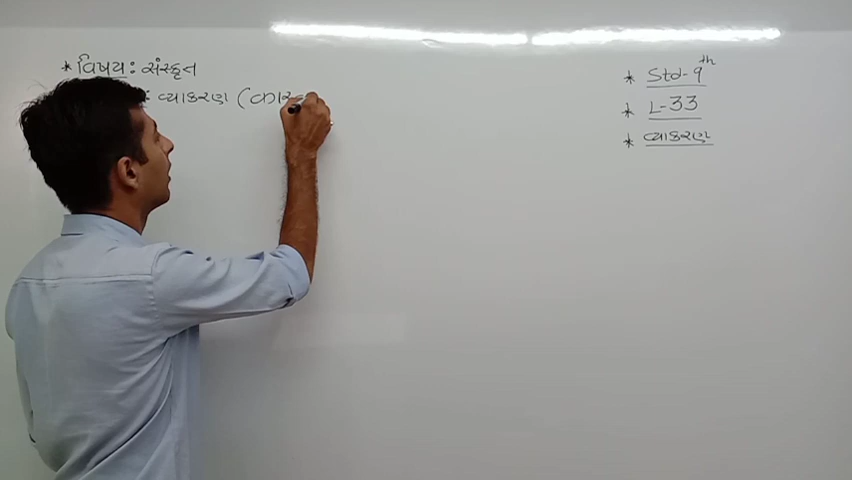 * વિષય : સંસ્કૃત
: વ્યાકરણ (कार
* Std-9th
* L-33
* વ્યાકરણ